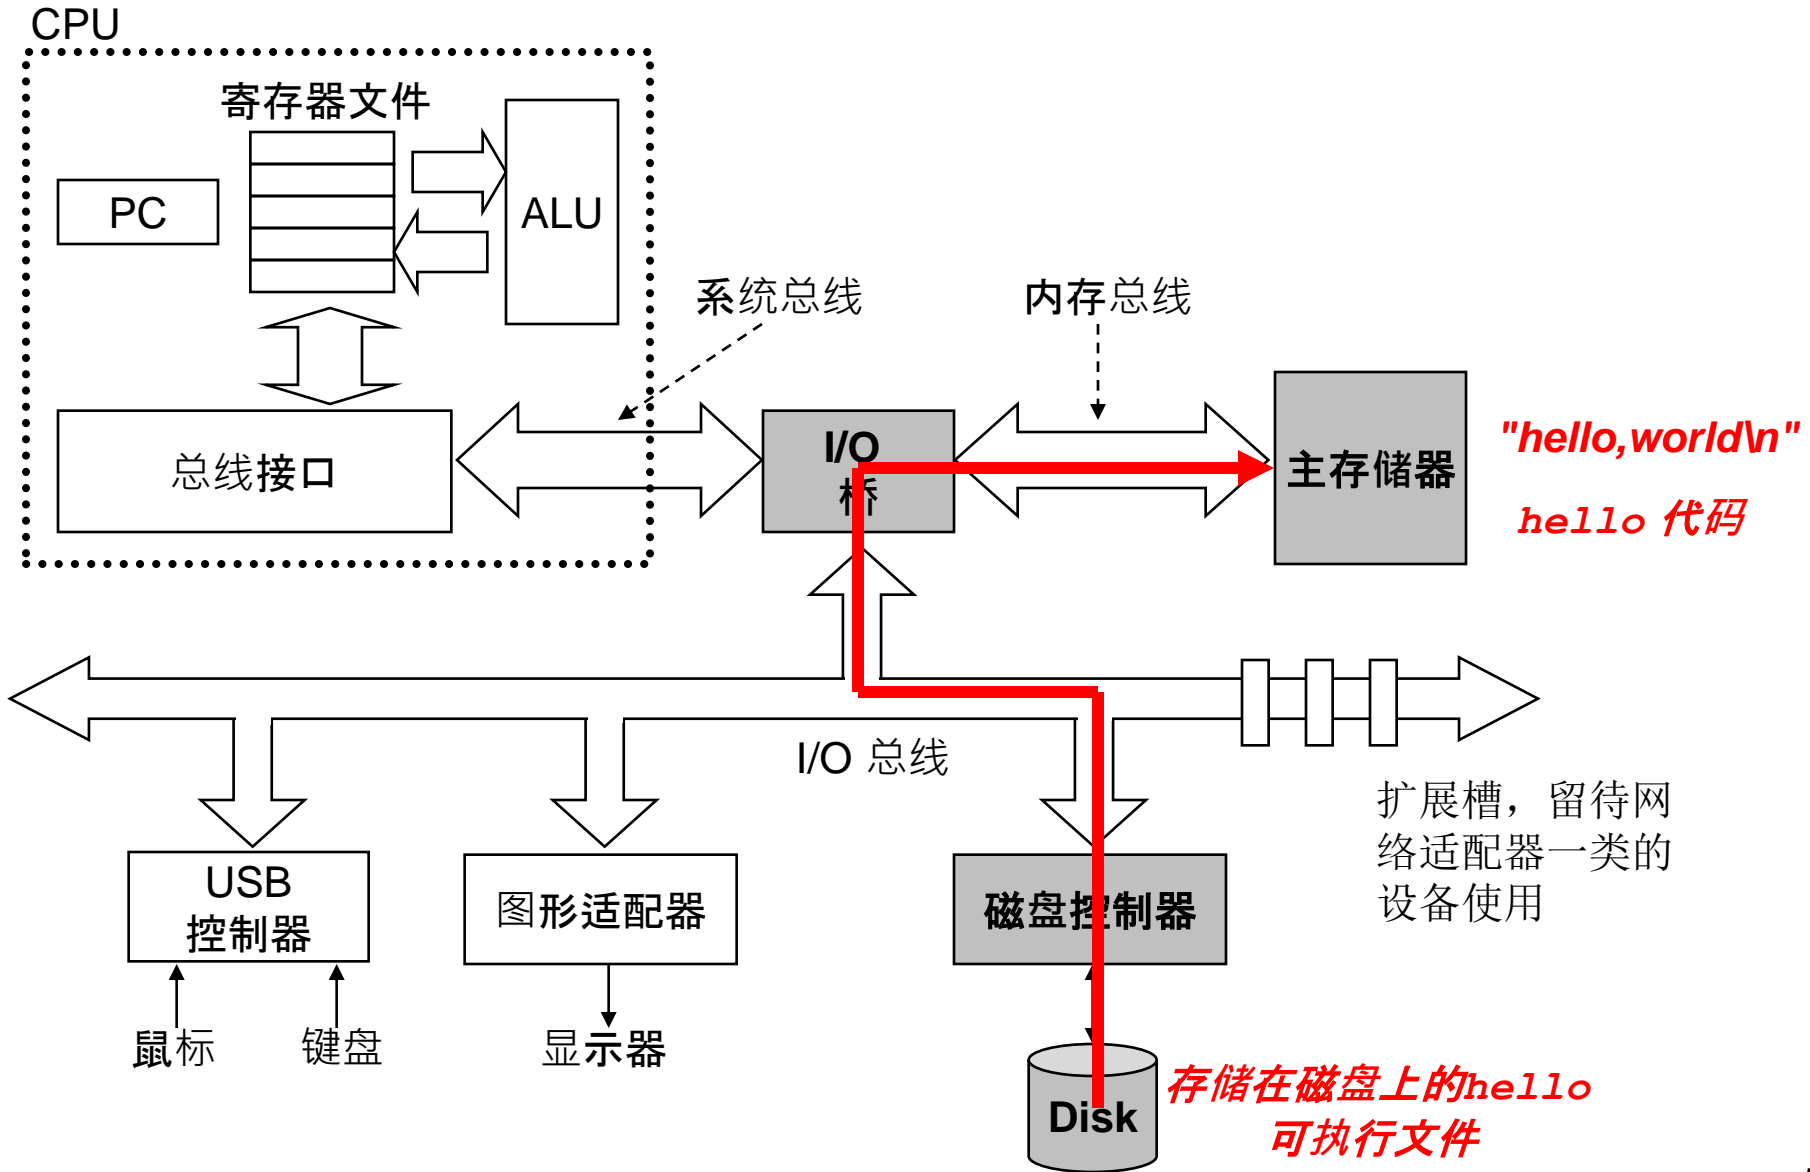 CPU
寄存器文件
PC
ALU
系统总线
内存总线
总线接口
I/O
桥
主存储器
"hello,world\n"
hello 代码
I/O 总线
扩展槽，留待网
络适配器一类的
设备使用
USB
控制器
图形适配器
磁盘控制器
鼠标
键盘
显示器
Disk
存储在磁盘上的hello
可执行文件